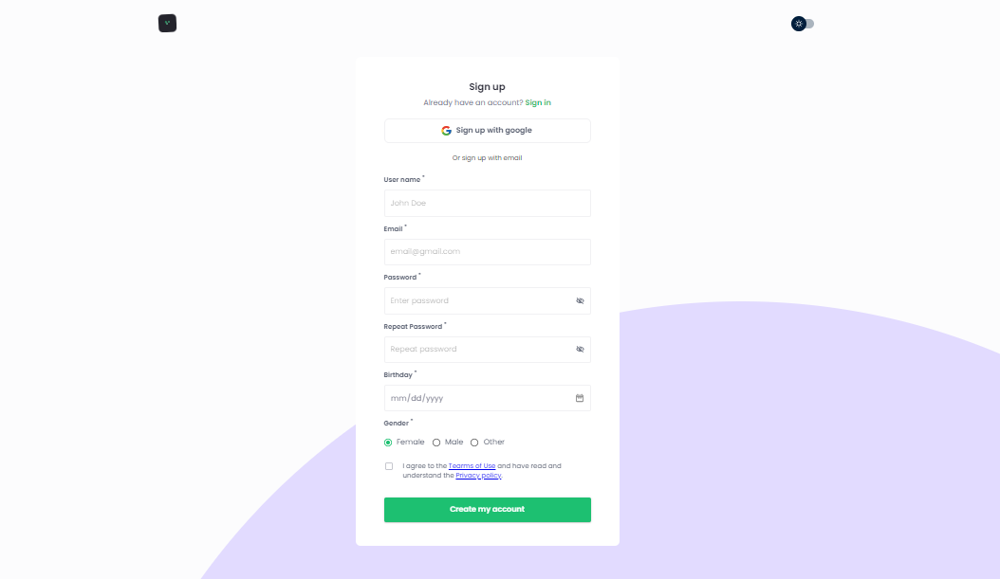 Sign up
Already have an account? Sign in
Sign up with google
Or sign up with email
User name *
John Doe
Email *
email@gmail.com
Password *
Enter password
Repeat Password *
Repeat password
Birthday *
mm/dd/yyyy
Gender *
Female Male Other
I agree to the Tearms of Use and have read and
understand the Privacy policy.
Create my account